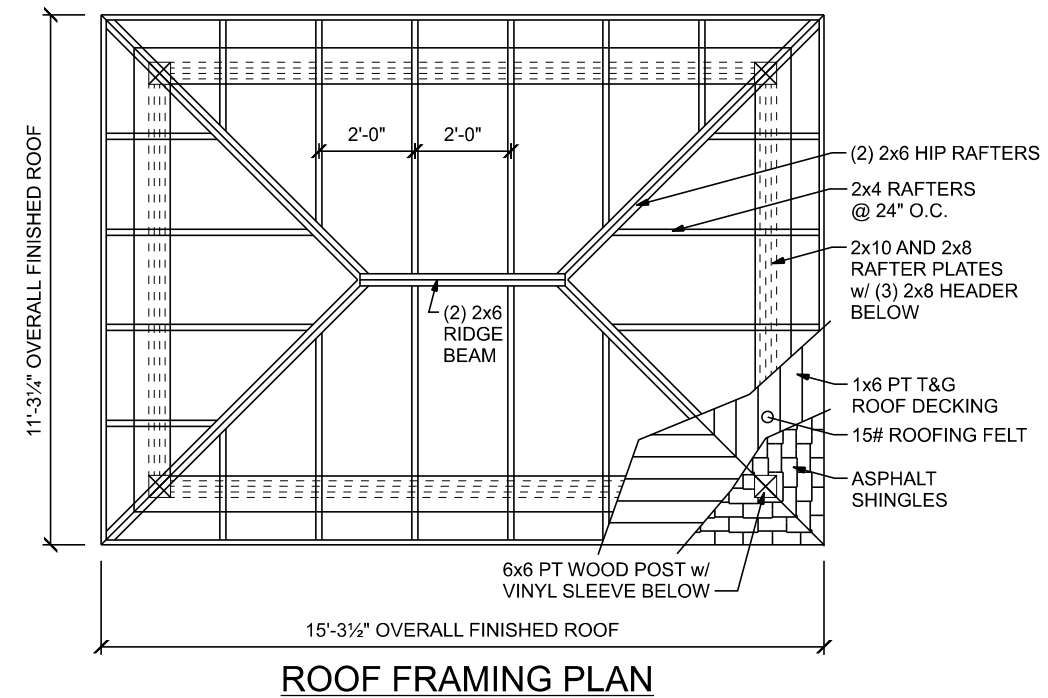 2'-0"
2'-0"
11'-3¼" OVERALL FINISHED ROOF
(2) 2x6 HIP RAFTERS
2x4 RAFTERS
@ 24" O.C.
2x10 AND 2x8
RAFTER PLATES
w/ (3) 2x8 HEADER
BELOW
(2) 2x6
RIDGE
BEAM
1x6 PT T&G
ROOF DECKING
15# ROOFING FELT
ASPHALT
SHINGLES
6x6 PT WOOD POST w/
VINYL SLEEVE BELOW
15'-3½" OVERALL FINISHED ROOF
ROOF FRAMING PLAN